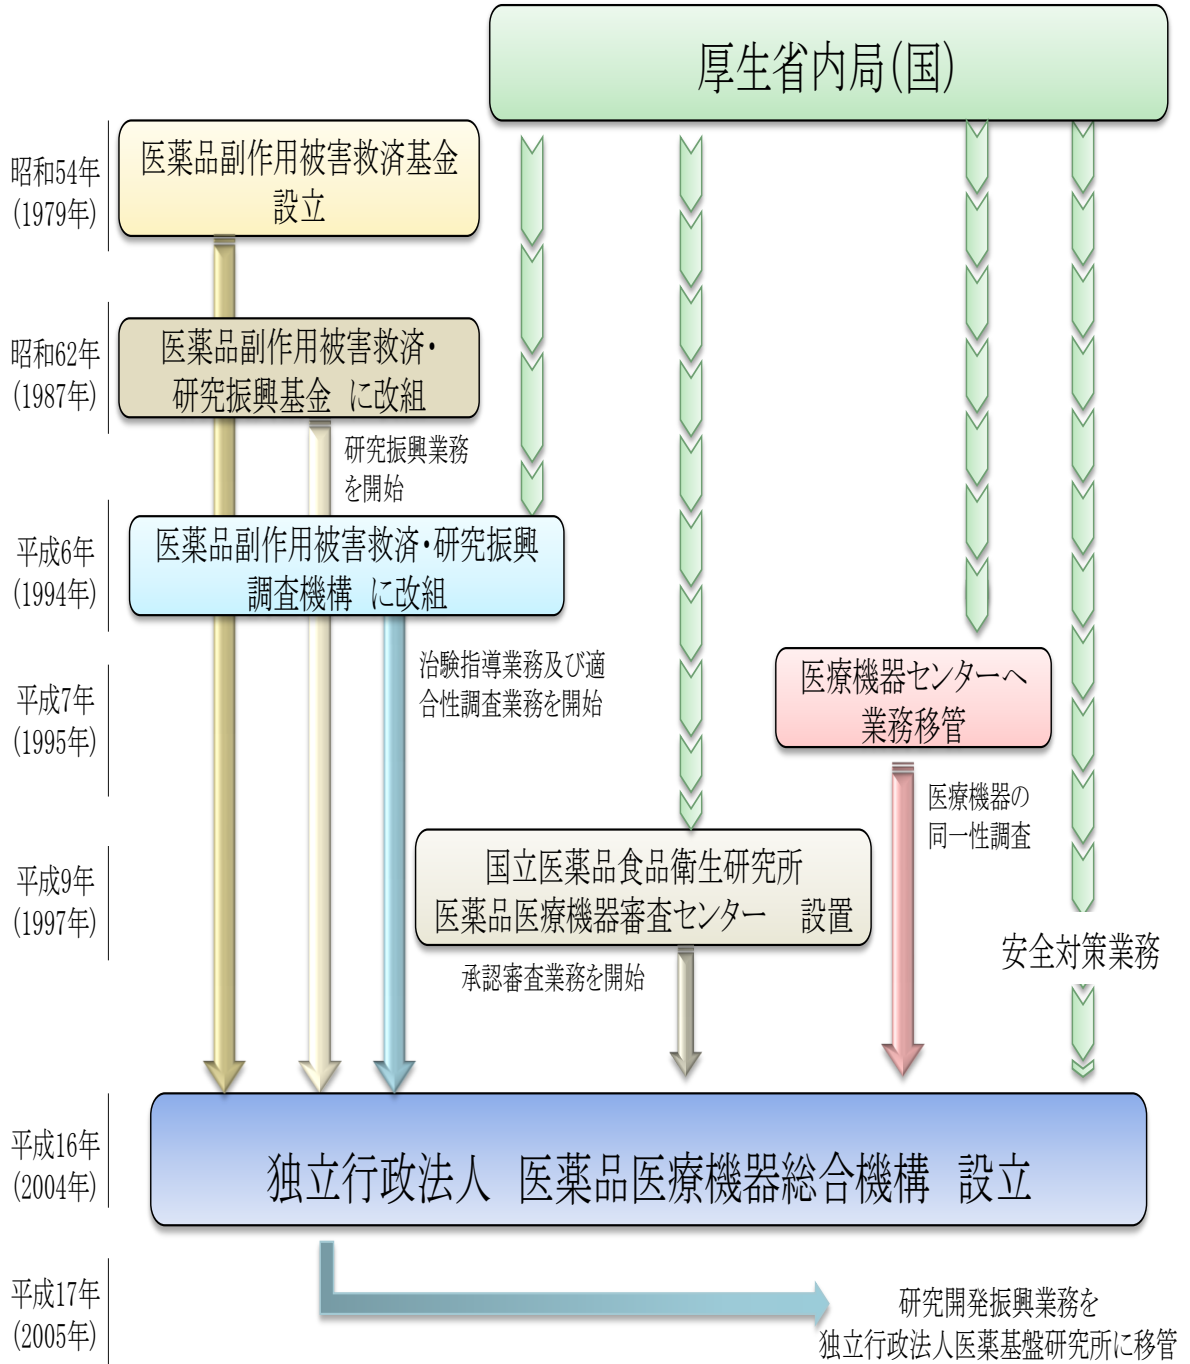 厚生省内局(国)
昭和54年
(1979年)
医薬品副作用被害救済基金
設立
昭和62年
(1987年)
医薬品副作用被害救済・
研究振興基金 に改組
研究振興業務
を開始
平成6年
(1994年)
医薬品副作用被害救済・研究振興
調査機構 に改組
治験指導業務及び適
合性調査業務を開始
平成7年
(1995年)
医療機器センターへ
業務移管
医療機器の
同一性調査
平成9年
(1997年)
国立医薬品食品衛生研究所
医薬品医療機器審査センター 設置
承認審査業務を開始
安全対策業務
平成16年
(2004年)
独立行政法人 医薬品医療機器総合機構 設立
平成17年
(2005年)
研究開発振興業務を
独立行政法人医薬基盤研究所に移管